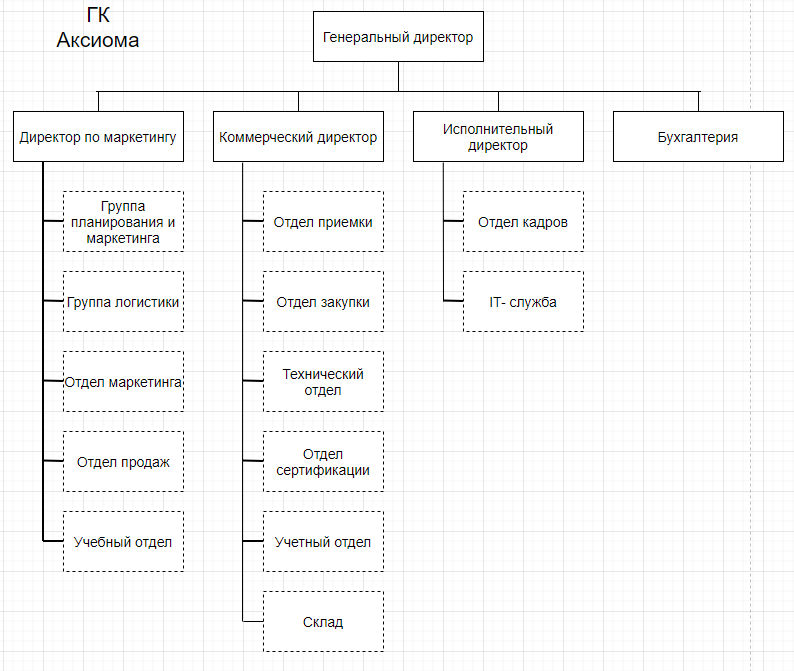 ГК
Аксиома
Генеральный директор
Директор по маркетингу
Коммерческий директор
Исполнительный
директор
Бухгалтерия
Группа
планирования и
маркетинга
Группа логистики
Отдел маркетинга
Отдел продаж
Учебный отдел
Отдел приемки
Отдел закупки
Технический
отдел
Отдел
сертификации
Учетный отдел
Склад
Отдел кадров
IT- служба